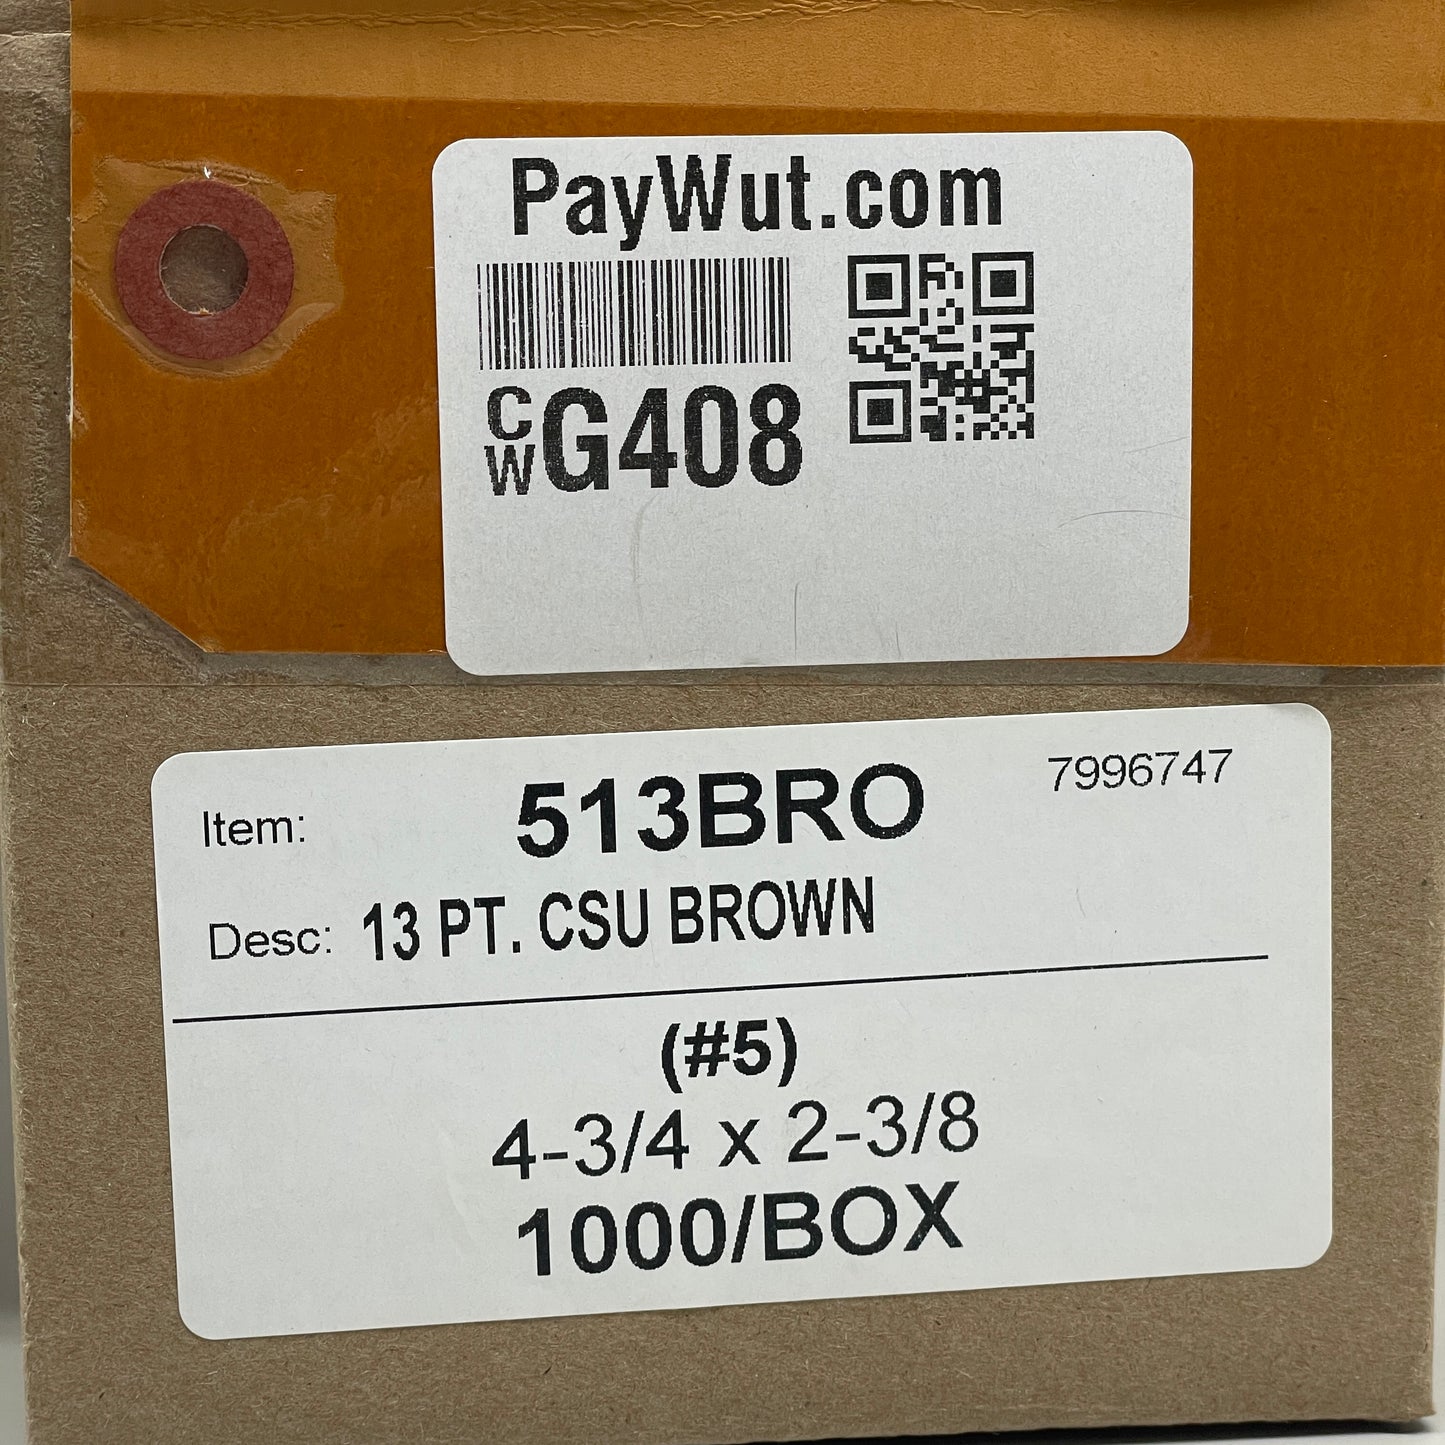 PayWut.com
CW G408
Item: 513BRO 7996747
Desc: 13 PT. CSU BROWN
(#5)
4-3/4 x 2-3/8
1000/BOX